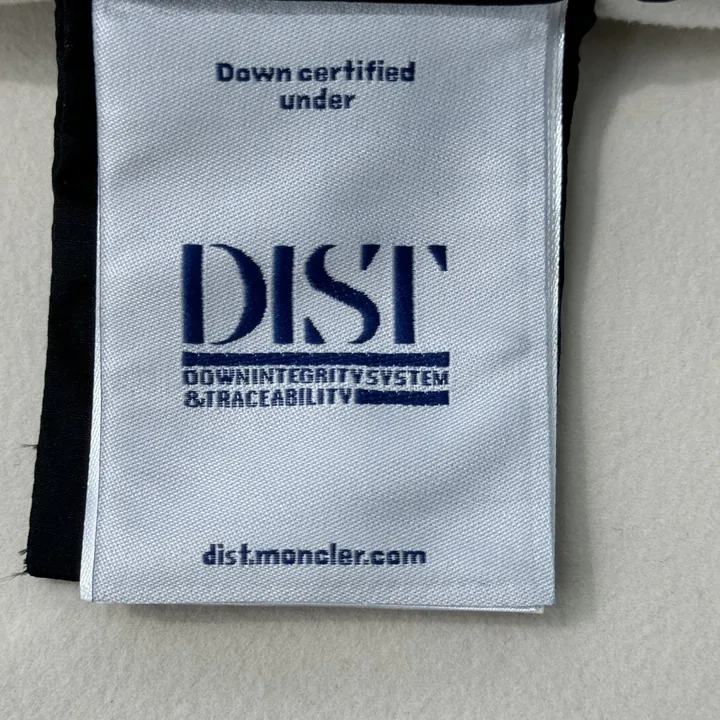 Down certified
under
DIST
DOWNINTEGRITYSYSTEM
&TRACEABILITY
dist.moncler.com